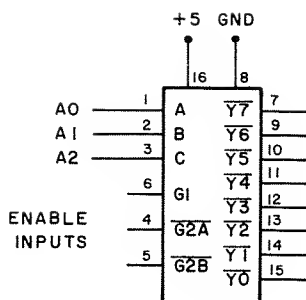 +5 GND
16 8
A0 1 A Y7 7
A1 2 B Y6 9
A2 3 C Y5 10
Y4 11
6 G1
Y3 12
ENABLE INPUTS
4 G2A Y2 13
Y1 14
5 G2B
Y0 15